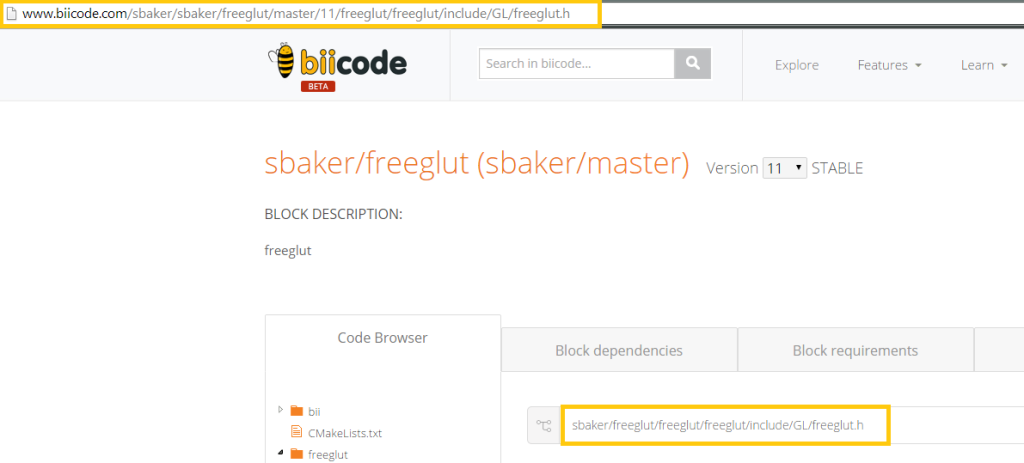 www.biicode.com/sbaker/sbaker/freeglut/master/11/freeglut/freeglut/include/GL/freeglut.h
biicode
BETA
Search in biicode...
Explore
Features
Learn
sbaker/freeglut (sbaker/master)
Version 11 STABLE
BLOCK DESCRIPTION:
freeglut
Code Browser
Block dependencies
Block requirements
bii
CMakeLists.txt
freeglut
sbaker/freeglut/freeglut/freeglut/include/GL/freeglut.h